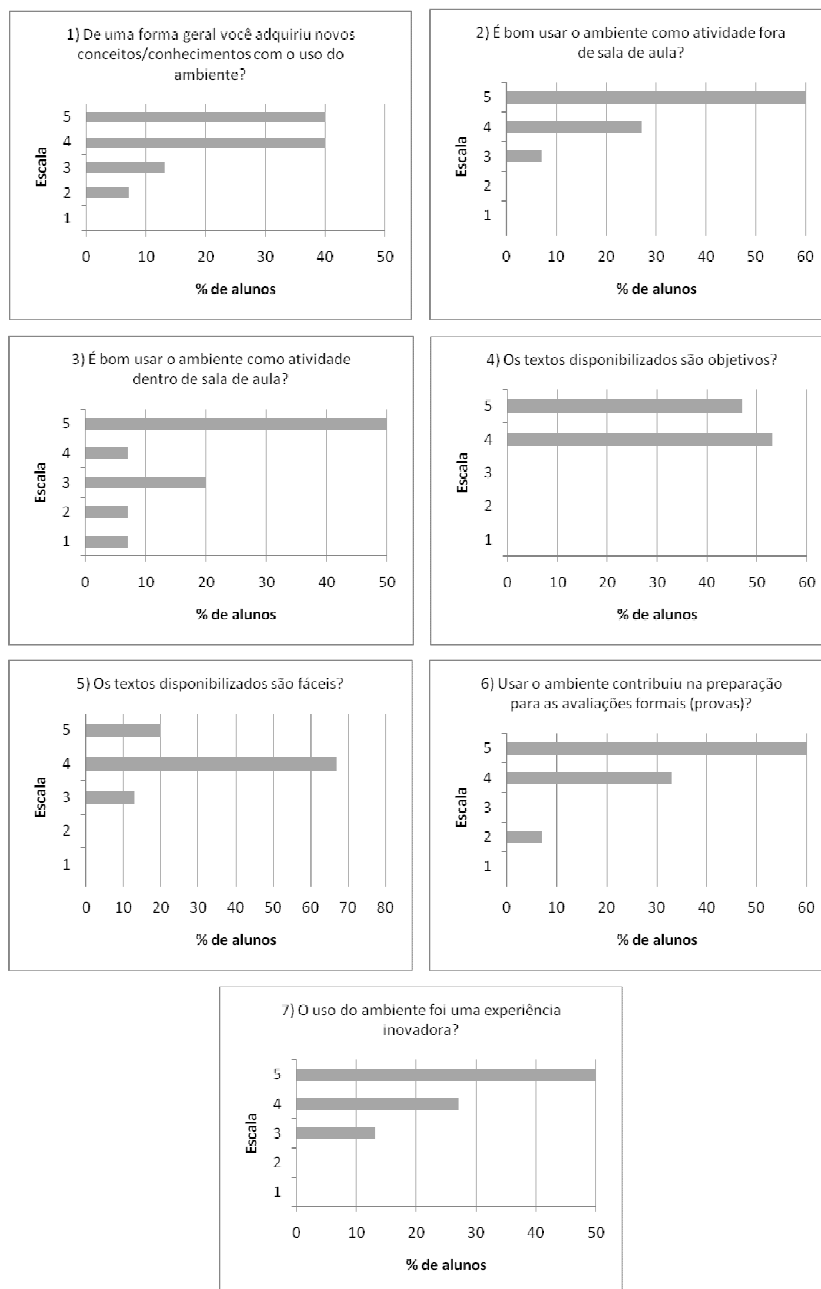 1) De uma forma geral você adquiriu novos
conceitos/conhecimentos com o uso do
ambiente?
Escala
5
4
3
2
1
0 10 20 30 40 50
% de alunos
2) É bom usar o ambiente como atividade fora
de sala de aula?
Escala
5
4
3
2
1
0 10 20 30 40 50 60
% de alunos
3) É bom usar o ambiente como atividade
dentro de sala de aula?
Escala
5
4
3
2
1
0 10 20 30 40 50
% de alunos
4) Os textos disponibilizados são objetivos?
Escala
5
4
3
2
1
0 10 20 30 40 50 60
% de alunos
5) Os textos disponibilizados são fáceis?
Escala
5
4
3
2
1
0 10 20 30 40 50 60 70 80
% de alunos
6) Usar o ambiente contribuiu na preparação
para as avaliações formais (provas)?
Escala
5
4
3
2
1
0 10 20 30 40 50 60
% de alunos
7) O uso do ambiente foi uma experiência
inovadora?
Escala
5
4
3
2
1
0 10 20 30 40 50
% de alunos